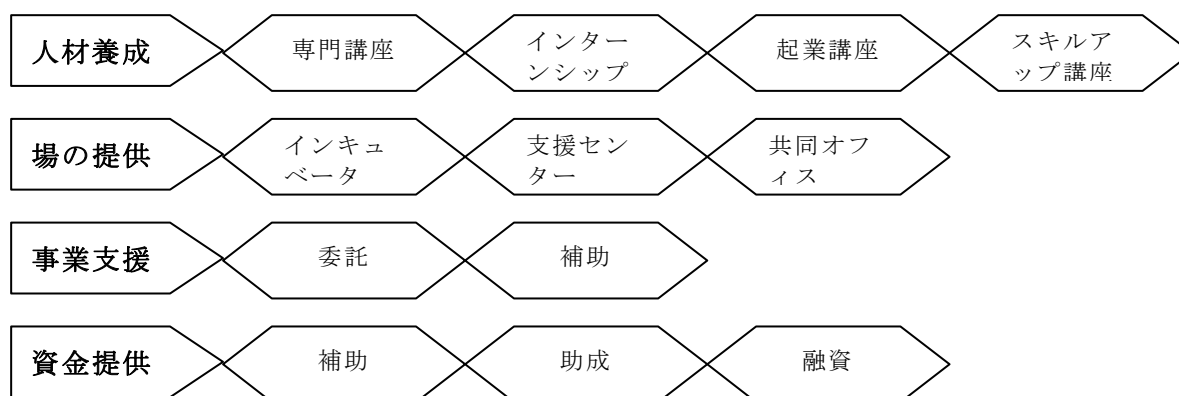 人材養成
専門講座
インター
ンシップ
起業講座
スキルア
ップ講座
場の提供
インキュ
ベータ
支援セン
ター
共同オフ
ィス
事業支援
委託
補助
資金提供
補助
助成
融資